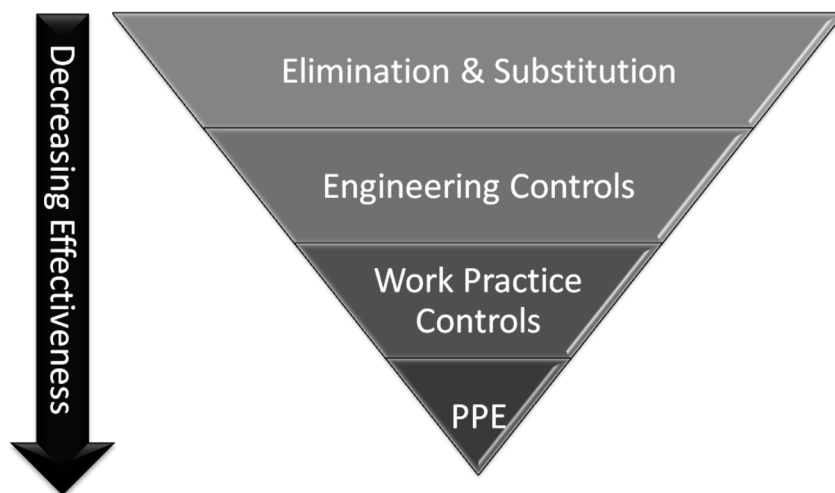 Decreasing Effectiveness
Elimination & Substitution
Engineering Controls
Work Practice
Controls
PPE